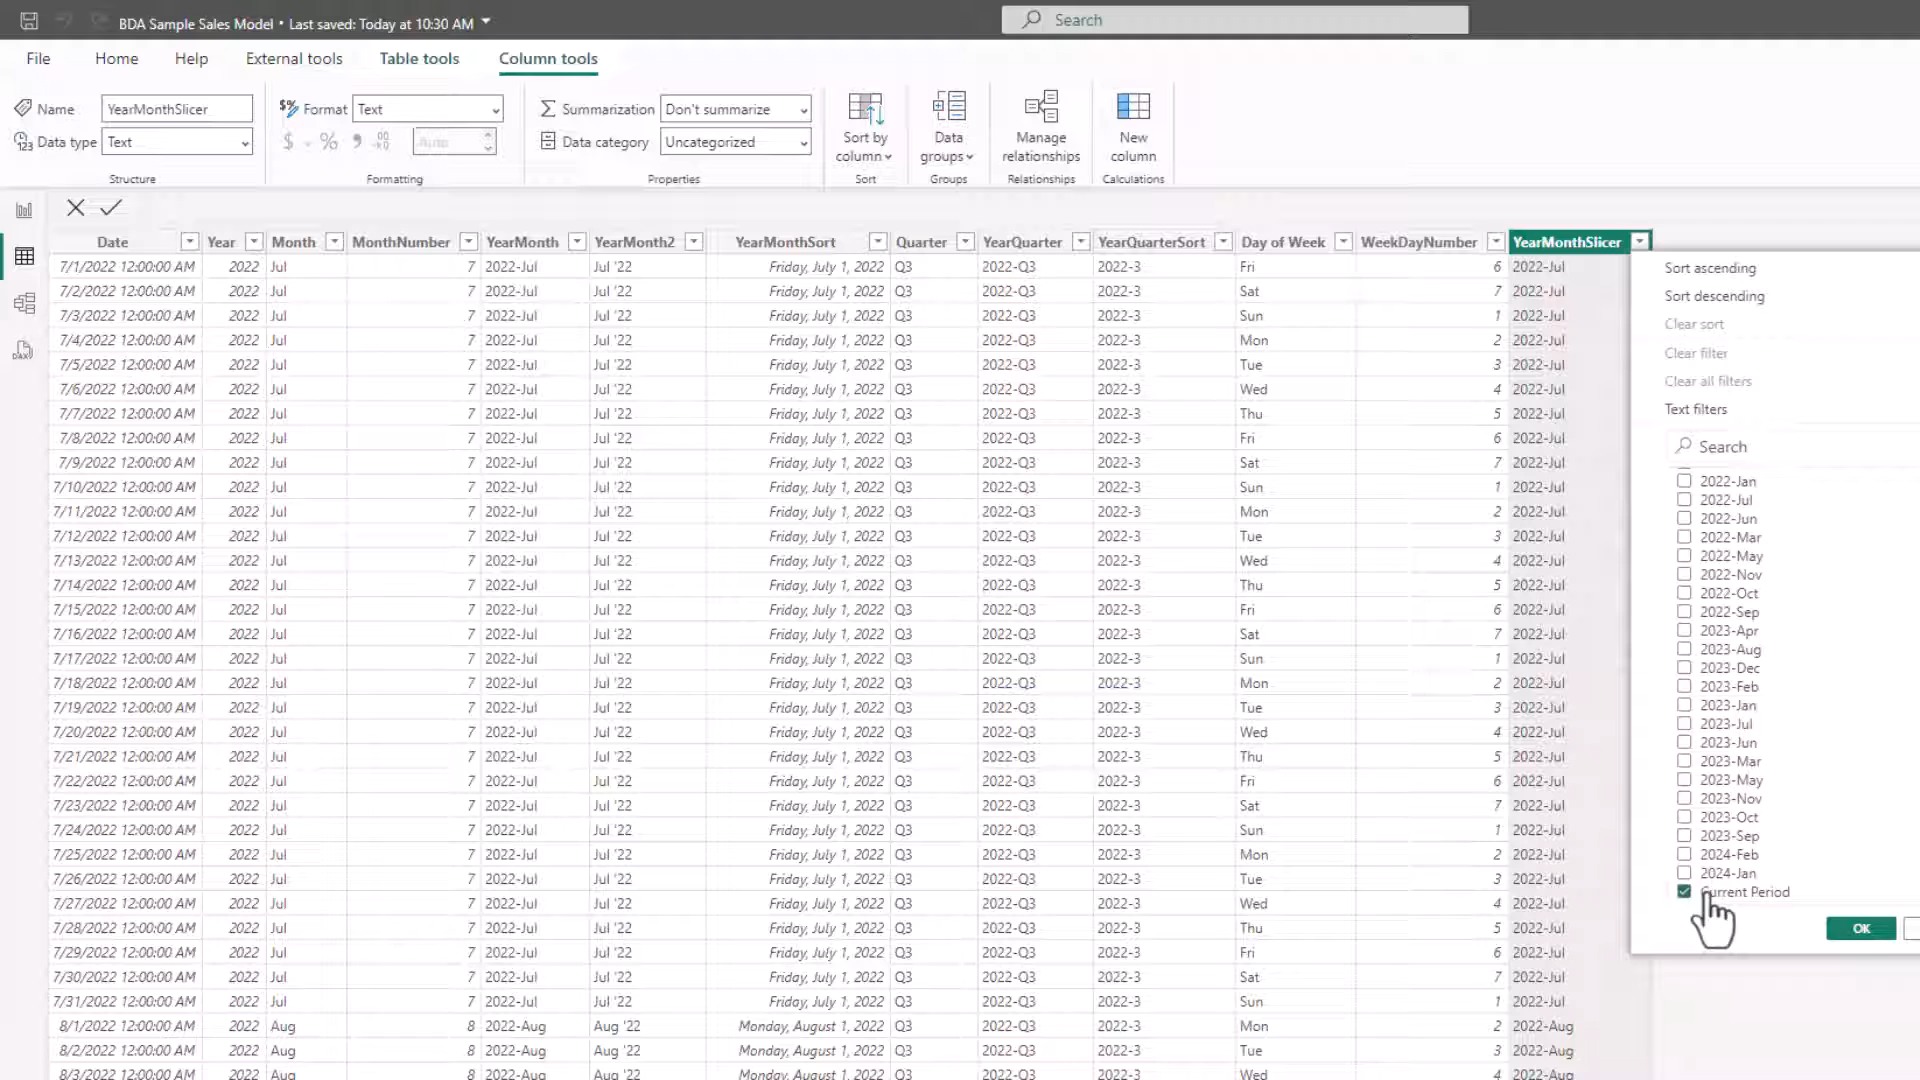 BDA Sample Sales Model • Last saved: Today at 10:30 AM
Search
File Home Help External tools Table tools Column tools
Name YearMonthSlicer
Data type Text
Structure
Format Text
$ % Auto
Formatting
Summarization Don't summarize
Data category Uncategorized
Properties
Sort by column
Sort
Data groups
Groups
Manage relationships
Relationships
New column
Calculations
Date Year Month MonthNumber YearMonth YearMonth2 YearMonthSort Quarter YearQuarter YearQuarterSort Day of Week WeekDayNumber YearMonthSlicer
7/1/2022 12:00:00 AM 2022 Jul 7 2022-Jul Jul '22 Friday, July 1, 2022 Q3 2022-Q3 2022-3 Fri 6 2022-Jul
7/2/2022 12:00:00 AM 2022 Jul 7 2022-Jul Jul '22 Friday, July 1, 2022 Q3 2022-Q3 2022-3 Sat 7 2022-Jul
7/3/2022 12:00:00 AM 2022 Jul 7 2022-Jul Jul '22 Friday, July 1, 2022 Q3 2022-Q3 2022-3 Sun 1 2022-Jul
7/4/2022 12:00:00 AM 2022 Jul 7 2022-Jul Jul '22 Friday, July 1, 2022 Q3 2022-Q3 2022-3 Mon 2 2022-Jul
7/5/2022 12:00:00 AM 2022 Jul 7 2022-Jul Jul '22 Friday, July 1, 2022 Q3 2022-Q3 2022-3 Tue 3 2022-Jul
7/6/2022 12:00:00 AM 2022 Jul 7 2022-Jul Jul '22 Friday, July 1, 2022 Q3 2022-Q3 2022-3 Wed 4 2022-Jul
7/7/2022 12:00:00 AM 2022 Jul 7 2022-Jul Jul '22 Friday, July 1, 2022 Q3 2022-Q3 2022-3 Thu 5 2022-Jul
7/8/2022 12:00:00 AM 2022 Jul 7 2022-Jul Jul '22 Friday, July 1, 2022 Q3 2022-Q3 2022-3 Fri 6 2022-Jul
7/9/2022 12:00:00 AM 2022 Jul 7 2022-Jul Jul '22 Friday, July 1, 2022 Q3 2022-Q3 2022-3 Sat 7 2022-Jul
7/10/2022 12:00:00 AM 2022 Jul 7 2022-Jul Jul '22 Friday, July 1, 2022 Q3 2022-Q3 2022-3 Sun 1 2022-Jul
7/11/2022 12:00:00 AM 2022 Jul 7 2022-Jul Jul '22 Friday, July 1, 2022 Q3 2022-Q3 2022-3 Mon 2 2022-Jul
7/12/2022 12:00:00 AM 2022 Jul 7 2022-Jul Jul '22 Friday, July 1, 2022 Q3 2022-Q3 2022-3 Tue 3 2022-Jul
7/13/2022 12:00:00 AM 2022 Jul 7 2022-Jul Jul '22 Friday, July 1, 2022 Q3 2022-Q3 2022-3 Wed 4 2022-Jul
7/14/2022 12:00:00 AM 2022 Jul 7 2022-Jul Jul '22 Friday, July 1, 2022 Q3 2022-Q3 2022-3 Thu 5 2022-Jul
7/15/2022 12:00:00 AM 2022 Jul 7 2022-Jul Jul '22 Friday, July 1, 2022 Q3 2022-Q3 2022-3 Fri 6 2022-Jul
7/16/2022 12:00:00 AM 2022 Jul 7 2022-Jul Jul '22 Friday, July 1, 2022 Q3 2022-Q3 2022-3 Sat 7 2022-Jul
7/17/2022 12:00:00 AM 2022 Jul 7 2022-Jul Jul '22 Friday, July 1, 2022 Q3 2022-Q3 2022-3 Sun 1 2022-Jul
7/18/2022 12:00:00 AM 2022 Jul 7 2022-Jul Jul '22 Friday, July 1, 2022 Q3 2022-Q3 2022-3 Mon 2 2022-Jul
7/19/2022 12:00:00 AM 2022 Jul 7 2022-Jul Jul '22 Friday, July 1, 2022 Q3 2022-Q3 2022-3 Tue 3 2022-Jul
7/20/2022 12:00:00 AM 2022 Jul 7 2022-Jul Jul '22 Friday, July 1, 2022 Q3 2022-Q3 2022-3 Wed 4 2022-Jul
7/21/2022 12:00:00 AM 2022 Jul 7 2022-Jul Jul '22 Friday, July 1, 2022 Q3 2022-Q3 2022-3 Thu 5 2022-Jul
7/22/2022 12:00:00 AM 2022 Jul 7 2022-Jul Jul '22 Friday, July 1, 2022 Q3 2022-Q3 2022-3 Fri 6 2022-Jul
7/23/2022 12:00:00 AM 2022 Jul 7 2022-Jul Jul '22 Friday, July 1, 2022 Q3 2022-Q3 2022-3 Sat 7 2022-Jul
7/24/2022 12:00:00 AM 2022 Jul 7 2022-Jul Jul '22 Friday, July 1, 2022 Q3 2022-Q3 2022-3 Sun 1 2022-Jul
7/25/2022 12:00:00 AM 2022 Jul 7 2022-Jul Jul '22 Friday, July 1, 2022 Q3 2022-Q3 2022-3 Mon 2 2022-Jul
7/26/2022 12:00:00 AM 2022 Jul 7 2022-Jul Jul '22 Friday, July 1, 2022 Q3 2022-Q3 2022-3 Tue 3 2022-Jul
7/27/2022 12:00:00 AM 2022 Jul 7 2022-Jul Jul '22 Friday, July 1, 2022 Q3 2022-Q3 2022-3 Wed 4 2022-Jul
7/28/2022 12:00:00 AM 2022 Jul 7 2022-Jul Jul '22 Friday, July 1, 2022 Q3 2022-Q3 2022-3 Thu 5 2022-Jul
7/29/2022 12:00:00 AM 2022 Jul 7 2022-Jul Jul '22 Friday, July 1, 2022 Q3 2022-Q3 2022-3 Fri 6 2022-Jul
7/30/2022 12:00:00 AM 2022 Jul 7 2022-Jul Jul '22 Friday, July 1, 2022 Q3 2022-Q3 2022-3 Sat 7 2022-Jul
7/31/2022 12:00:00 AM 2022 Jul 7 2022-Jul Jul '22 Friday, July 1, 2022 Q3 2022-Q3 2022-3 Sun 1 2022-Jul
8/1/2022 12:00:00 AM 2022 Aug 8 2022-Aug Aug '22 Monday, August 1, 2022 Q3 2022-Q3 2022-3 Mon 2 2022-Aug
8/2/2022 12:00:00 AM 2022 Aug 8 2022-Aug Aug '22 Monday, August 1, 2022 Q3 2022-Q3 2022-3 Tue 3 2022-Aug
8/3/2022 12:00:00 AM 2022 Aug 8 2022-Aug Aug '22 Monday, August 1, 2022 Q3 2022-Q3 2022-3 Wed 4 2022-Aug
Sort ascending
Sort descending
Clear sort
Clear filter
Clear all filters
Text filters
Search
2022-Jan
2022-Jul
2022-Jun
2022-Mar
2022-May
2022-Nov
2022-Oct
2022-Sep
2023-Apr
2023-Aug
2023-Dec
2023-Feb
2023-Jan
2023-Jul
2023-Jun
2023-Mar
2023-May
2023-Nov
2023-Oct
2023-Sep
2024-Feb
2024-Jan
Current Period
OK